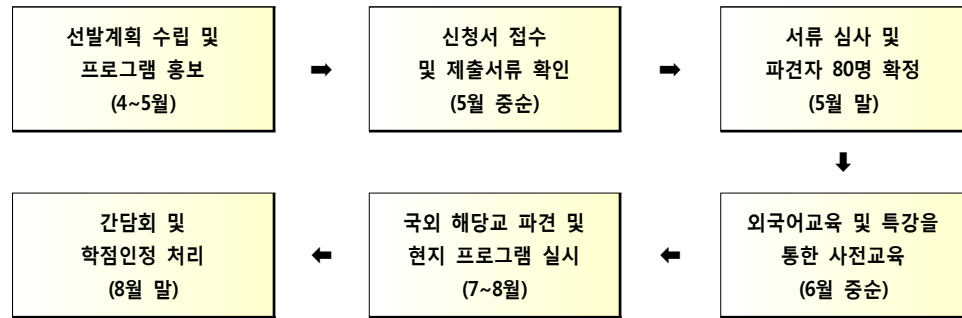 선발계획 수립 및
프로그램 홍보
(4~5월)
➡
신청서 접수
및 제출서류 확인
(5월 중순)
➡
서류 심사 및
파견자 80명 확정
(5월 말)
⬇
외국어교육 및 특강을
통한 사전교육
(6월 중순)
⬅
국외 해당교 파견 및
현지 프로그램 실시
(7~8월)
⬅
간담회 및
학점인정 처리
(8월 말)